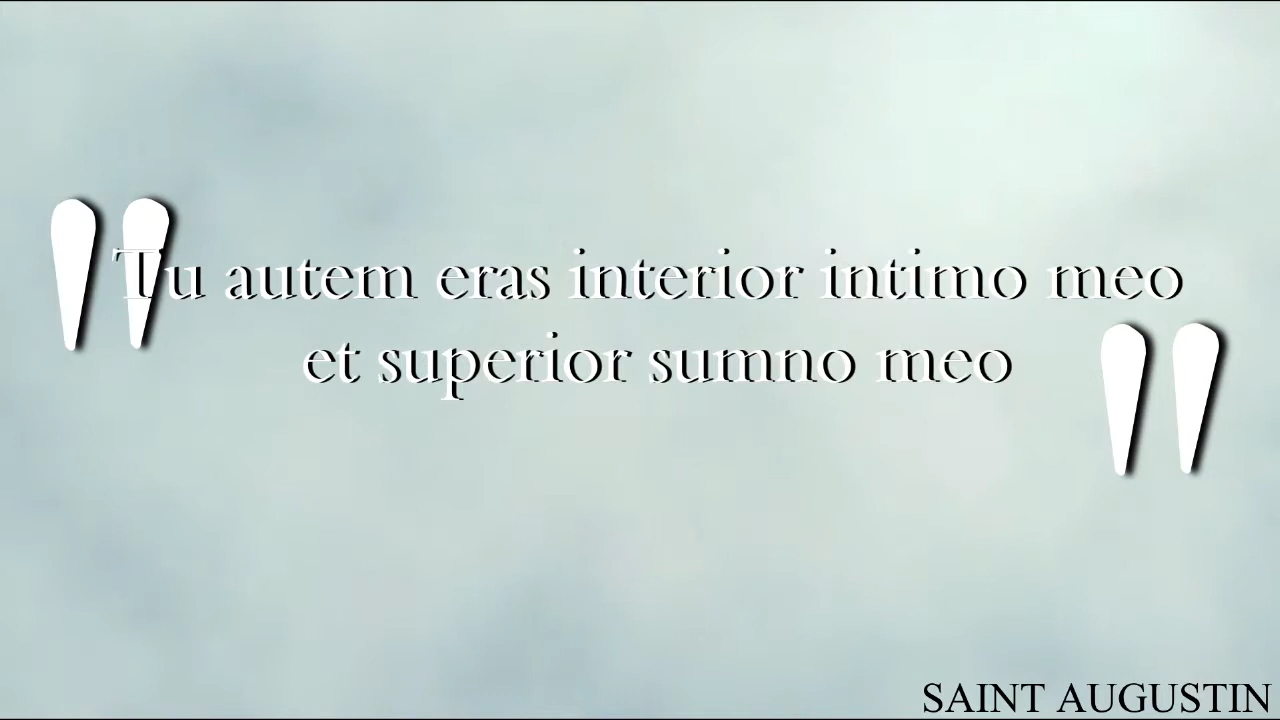 "Tu autem eras interior intimo meo
et superior sumno meo"
SAINT AUGUSTIN